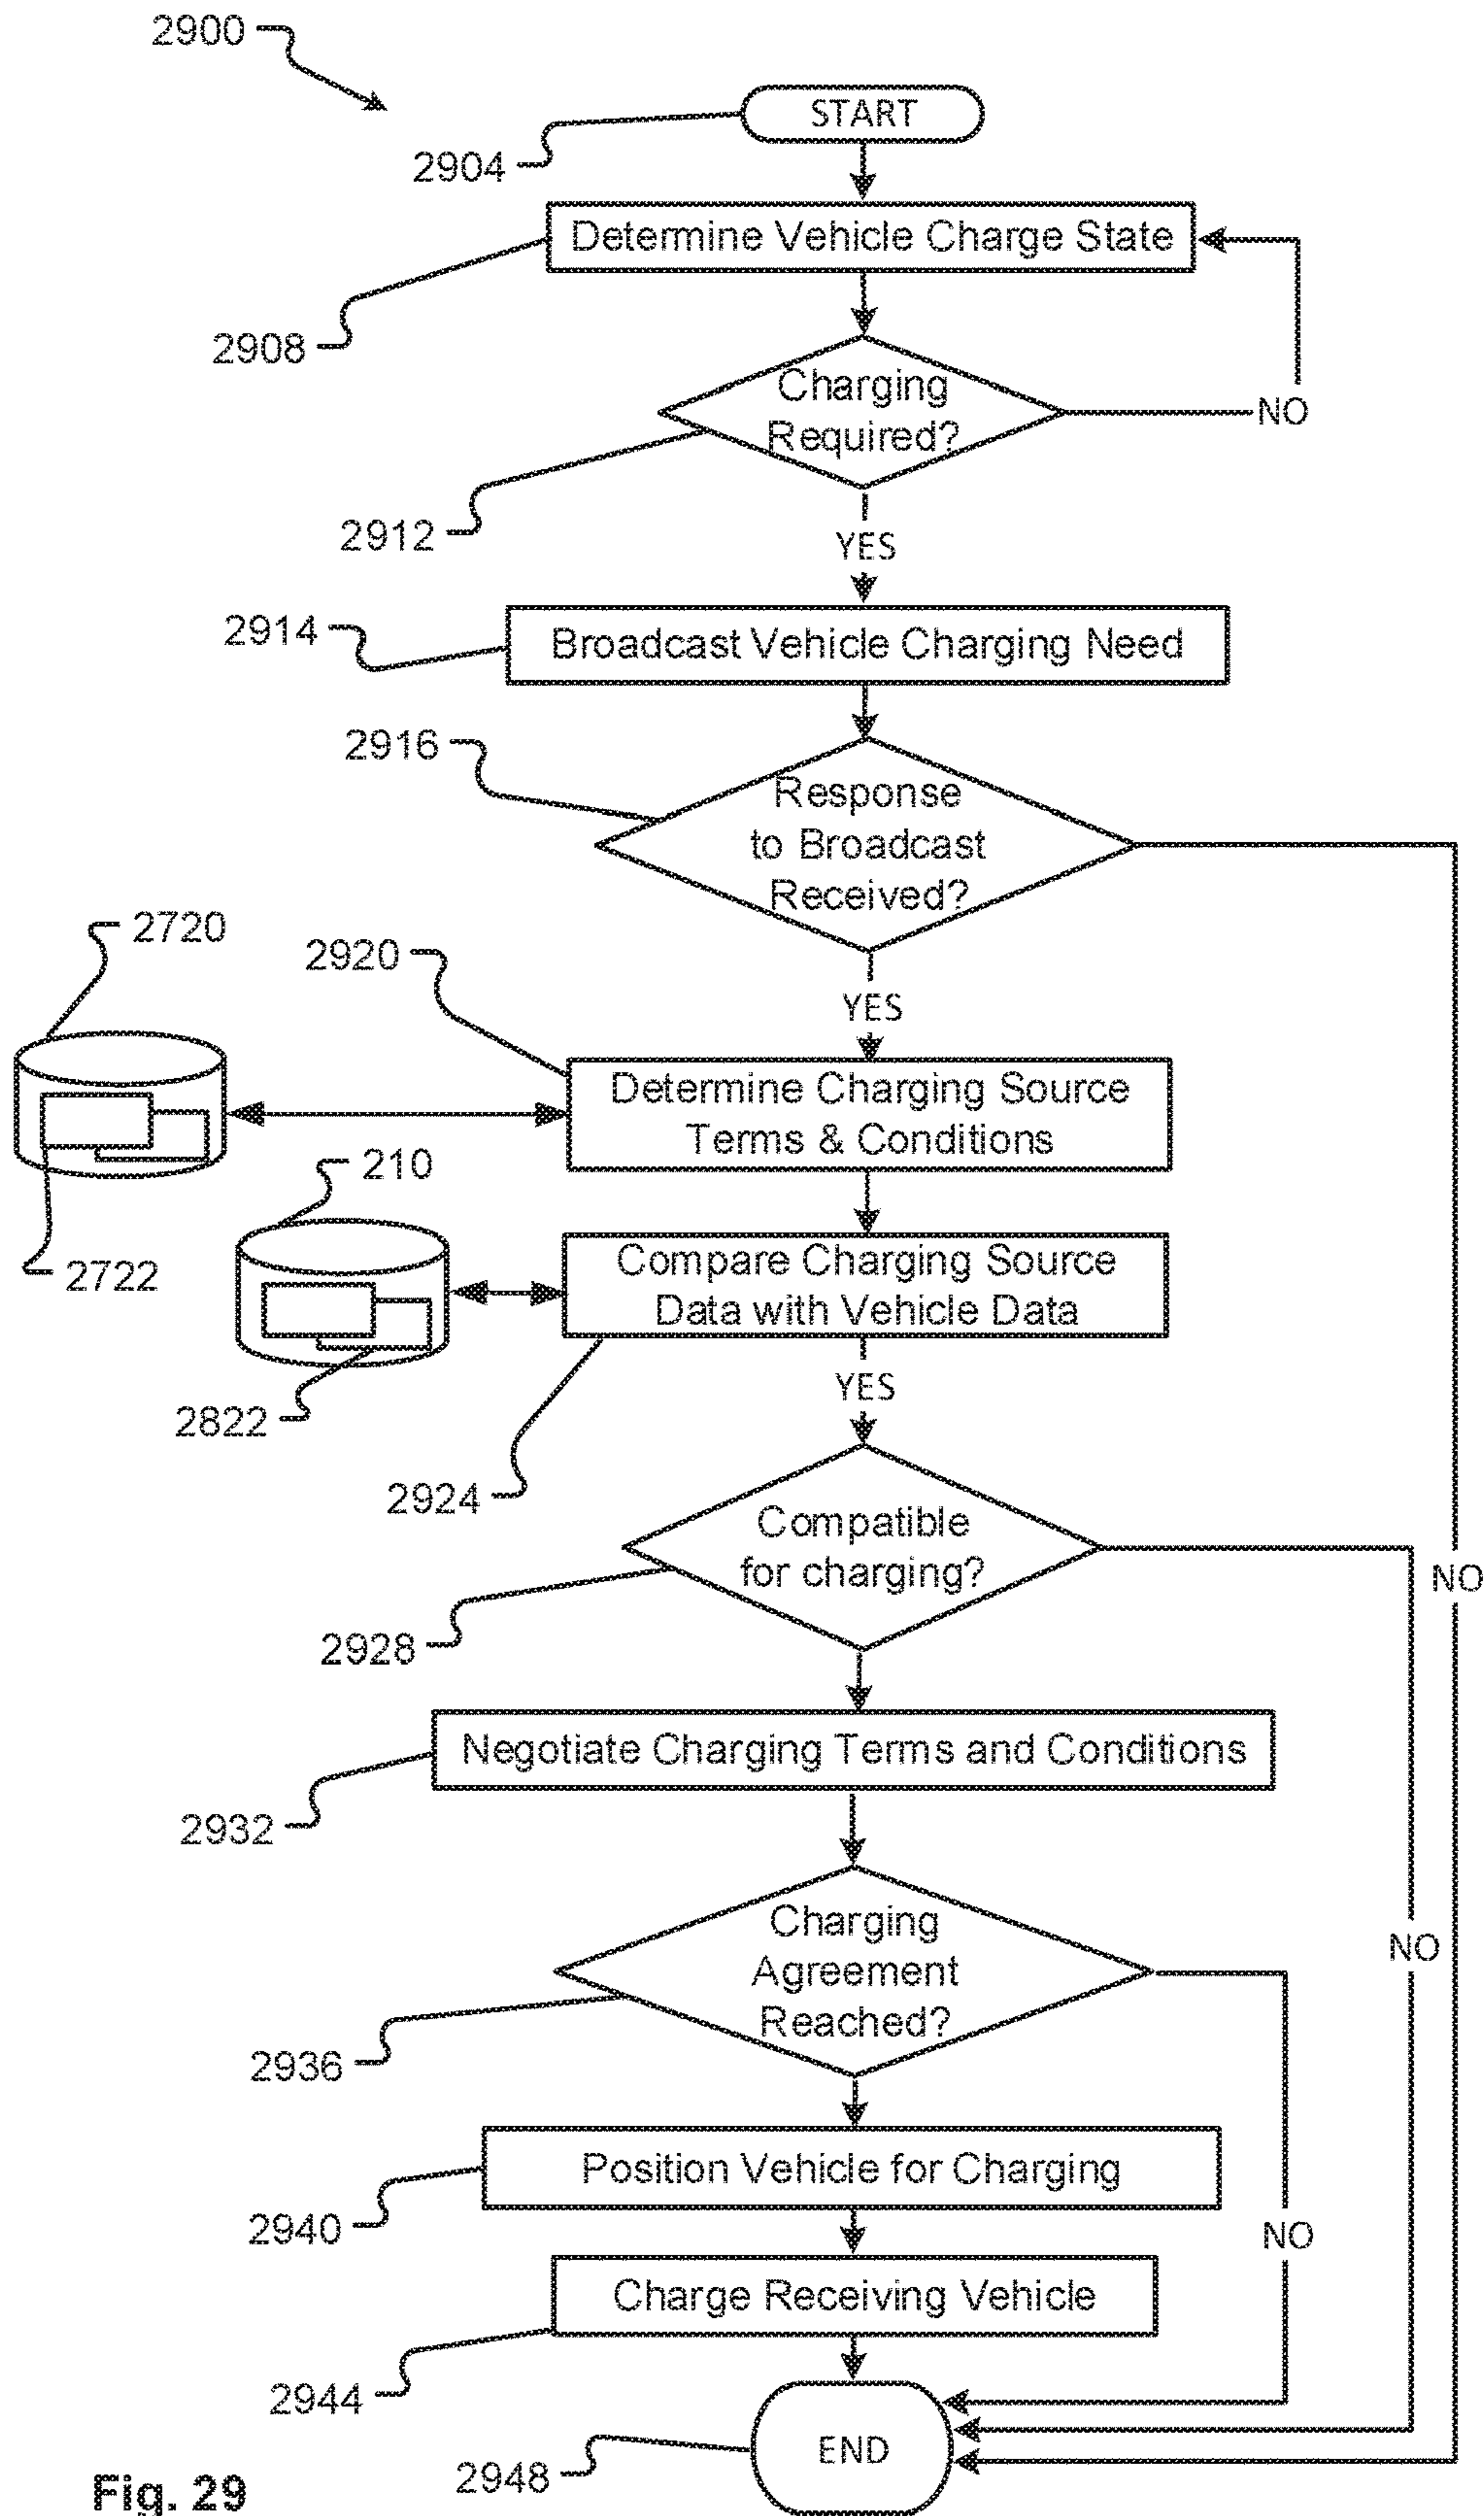 2900
START
2904
Determine Vehicle Charge State
2908
Charging
Required?
NO
2912
YES
2914
Broadcast Vehicle Charging Need
2916
Response
to Broadcast
Received?
2720
2920
YES
Determine Charging Source
Terms & Conditions
210
2722
Compare Charging Source
Data with Vehicle Data
YES
2822
2924
Compatible
for charging?
NO
2928
Negotiate Charging Terms and Conditions
2932
Charging
Agreement
Reached?
NO
2936
Position Vehicle for Charging
2940
NO
Charge Receiving Vehicle
2944
END
2948
Fig. 29